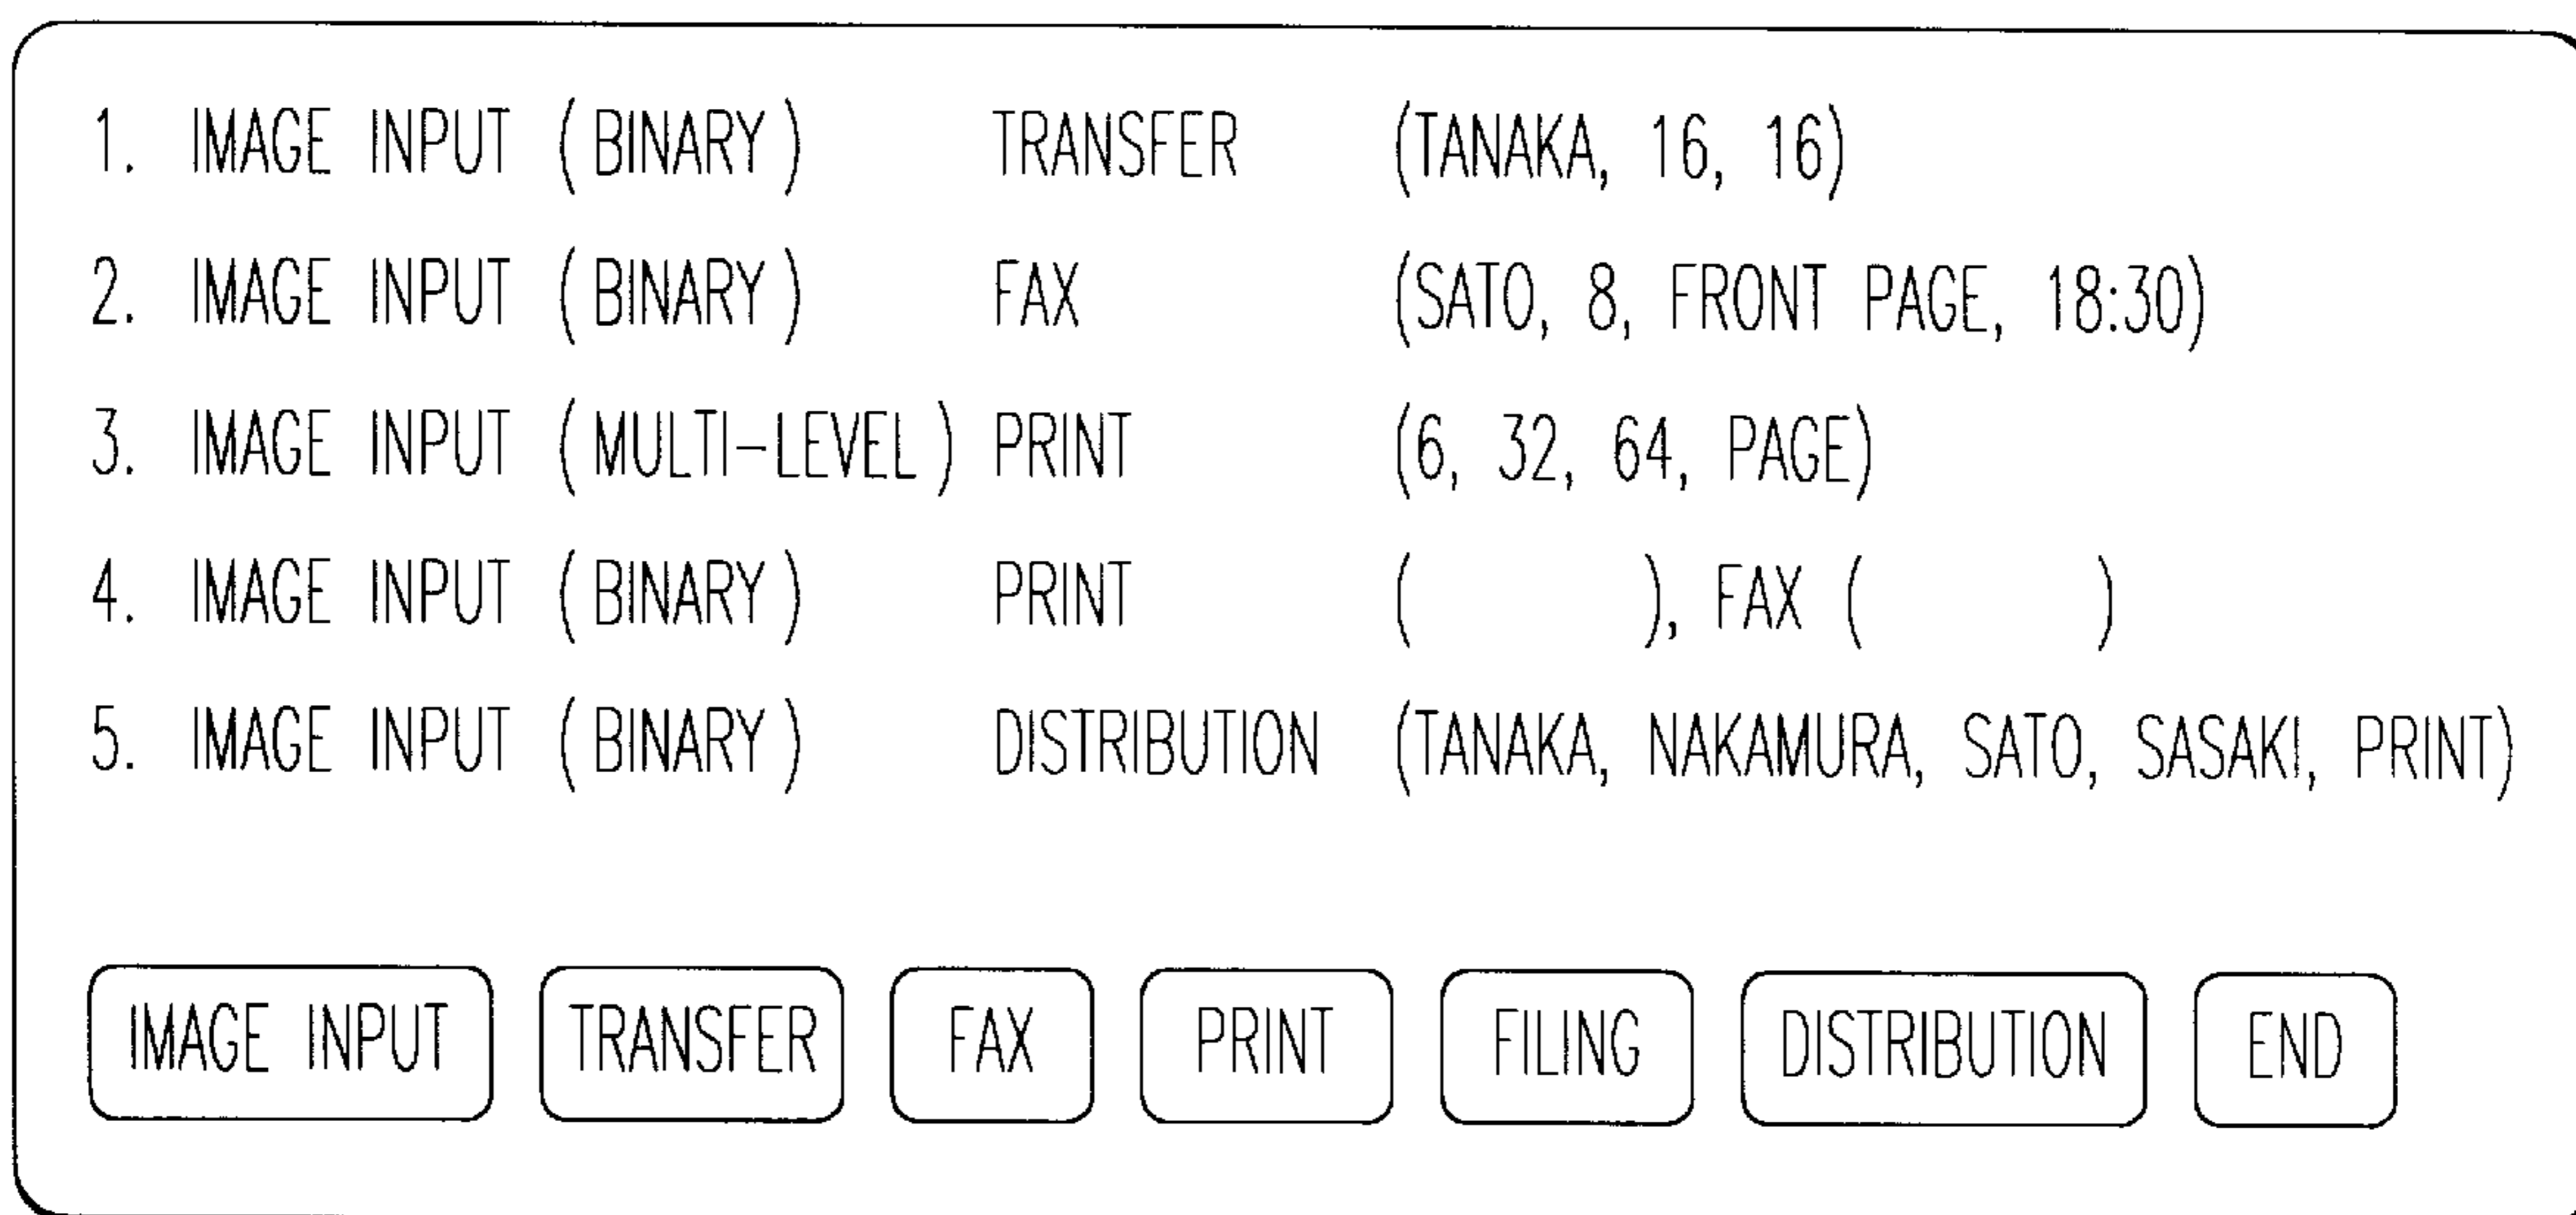 1. IMAGE INPUT (BINARY) TRANSFER (TANAKA, 16, 16)
2. IMAGE INPUT (BINARY) FAX (SATO, 8, FRONT PAGE, 18:30)
3. IMAGE INPUT (MULTI-LEVEL) PRINT (6, 32, 64, PAGE)
4. IMAGE INPUT (BINARY) PRINT ( ), FAX ( )
5. IMAGE INPUT (BINARY) DISTRIBUTION (TANAKA, NAKAMURA, SATO, SASAKI, PRINT)
IMAGE INPUT TRANSFER FAX PRINT FILING DISTRIBUTION END